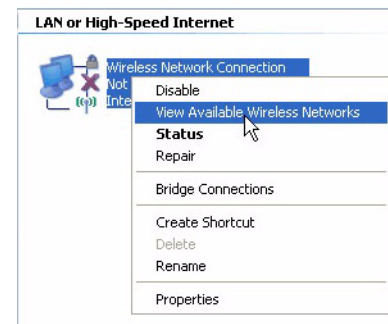 LAN or High-Speed Internet
Wireless Network Connection
Not
Inte
Disable
View Available Wireless Networks
Status
Repair
Bridge Connections
Create Shortcut
Delete
Rename
Properties